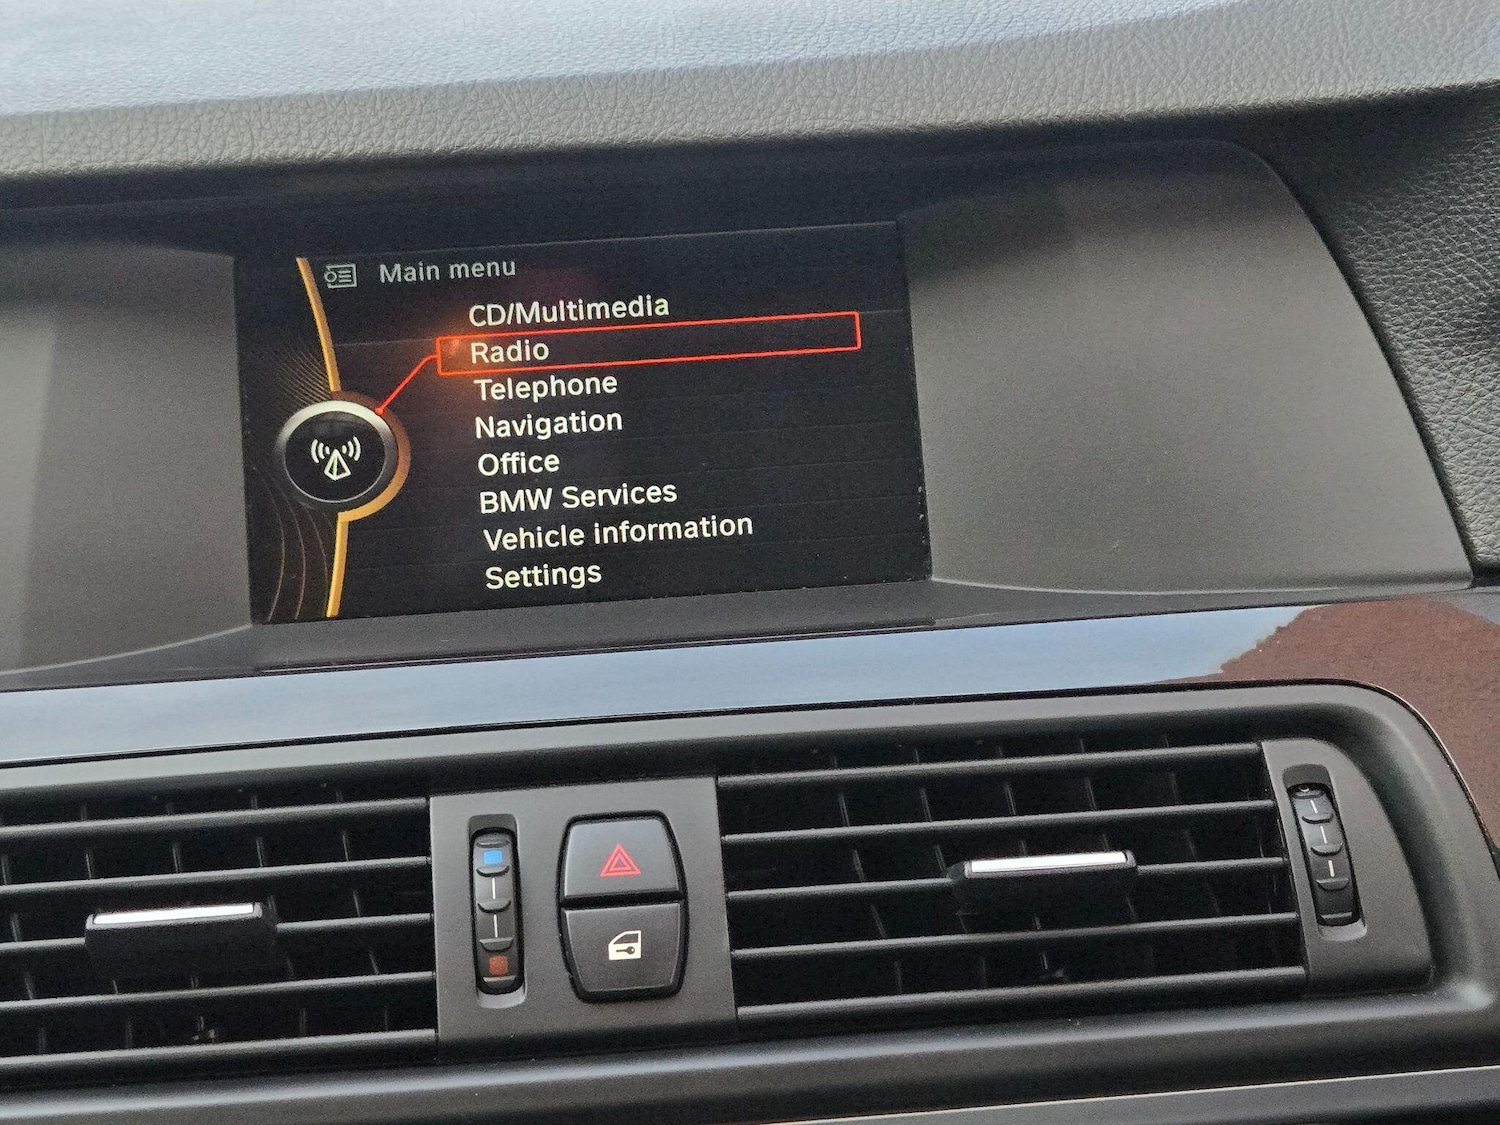 Main menu
CD/Multimedia
Radio
Telephone
Navigation
Office
BMW Services
Vehicle information
Settings